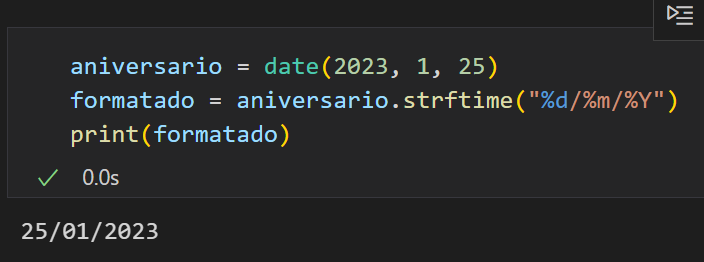 aniversario = date(2023, 1, 25)
formatado = aniversario.strftime("%d/%m/%Y")
print(formatado)
0.0s
25/01/2023